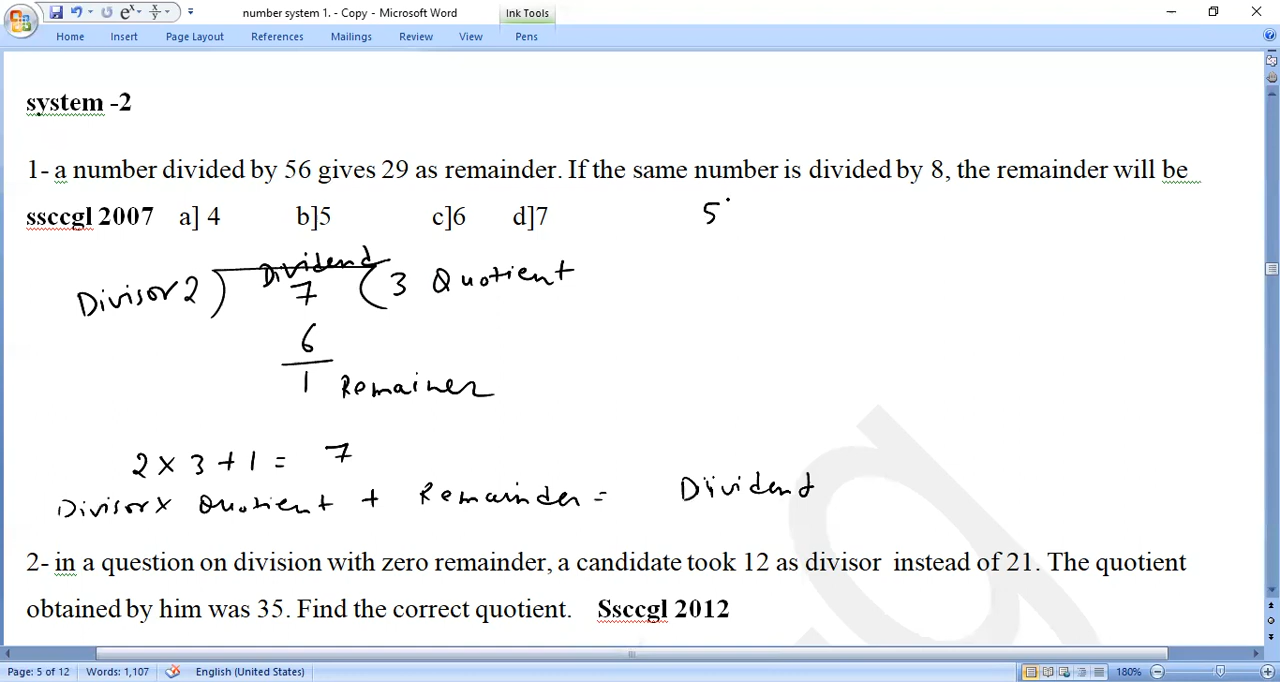 number system 1. - Copy - Microsoft Word
Ink Tools
Home Insert Page Layout References Mailings Review View Pens
system -2
1- a number divided by 56 gives 29 as remainder. If the same number is divided by 8, the remainder will be
ssccgl 2007 a] 4 b]5 c]6 d]7 5
Dividend
Divisor 2 ) 7 ( 3 Quotient
6
1 Remainer
2 × 3 + 1 = 7
Divisor × Quotient + Remainder = Dividend
2- in a question on division with zero remainder, a candidate took 12 as divisor instead of 21. The quotient
obtained by him was 35. Find the correct quotient. Ssccgl 2012
Page: 5 of 12 Words: 1,107 English (United States) 180%